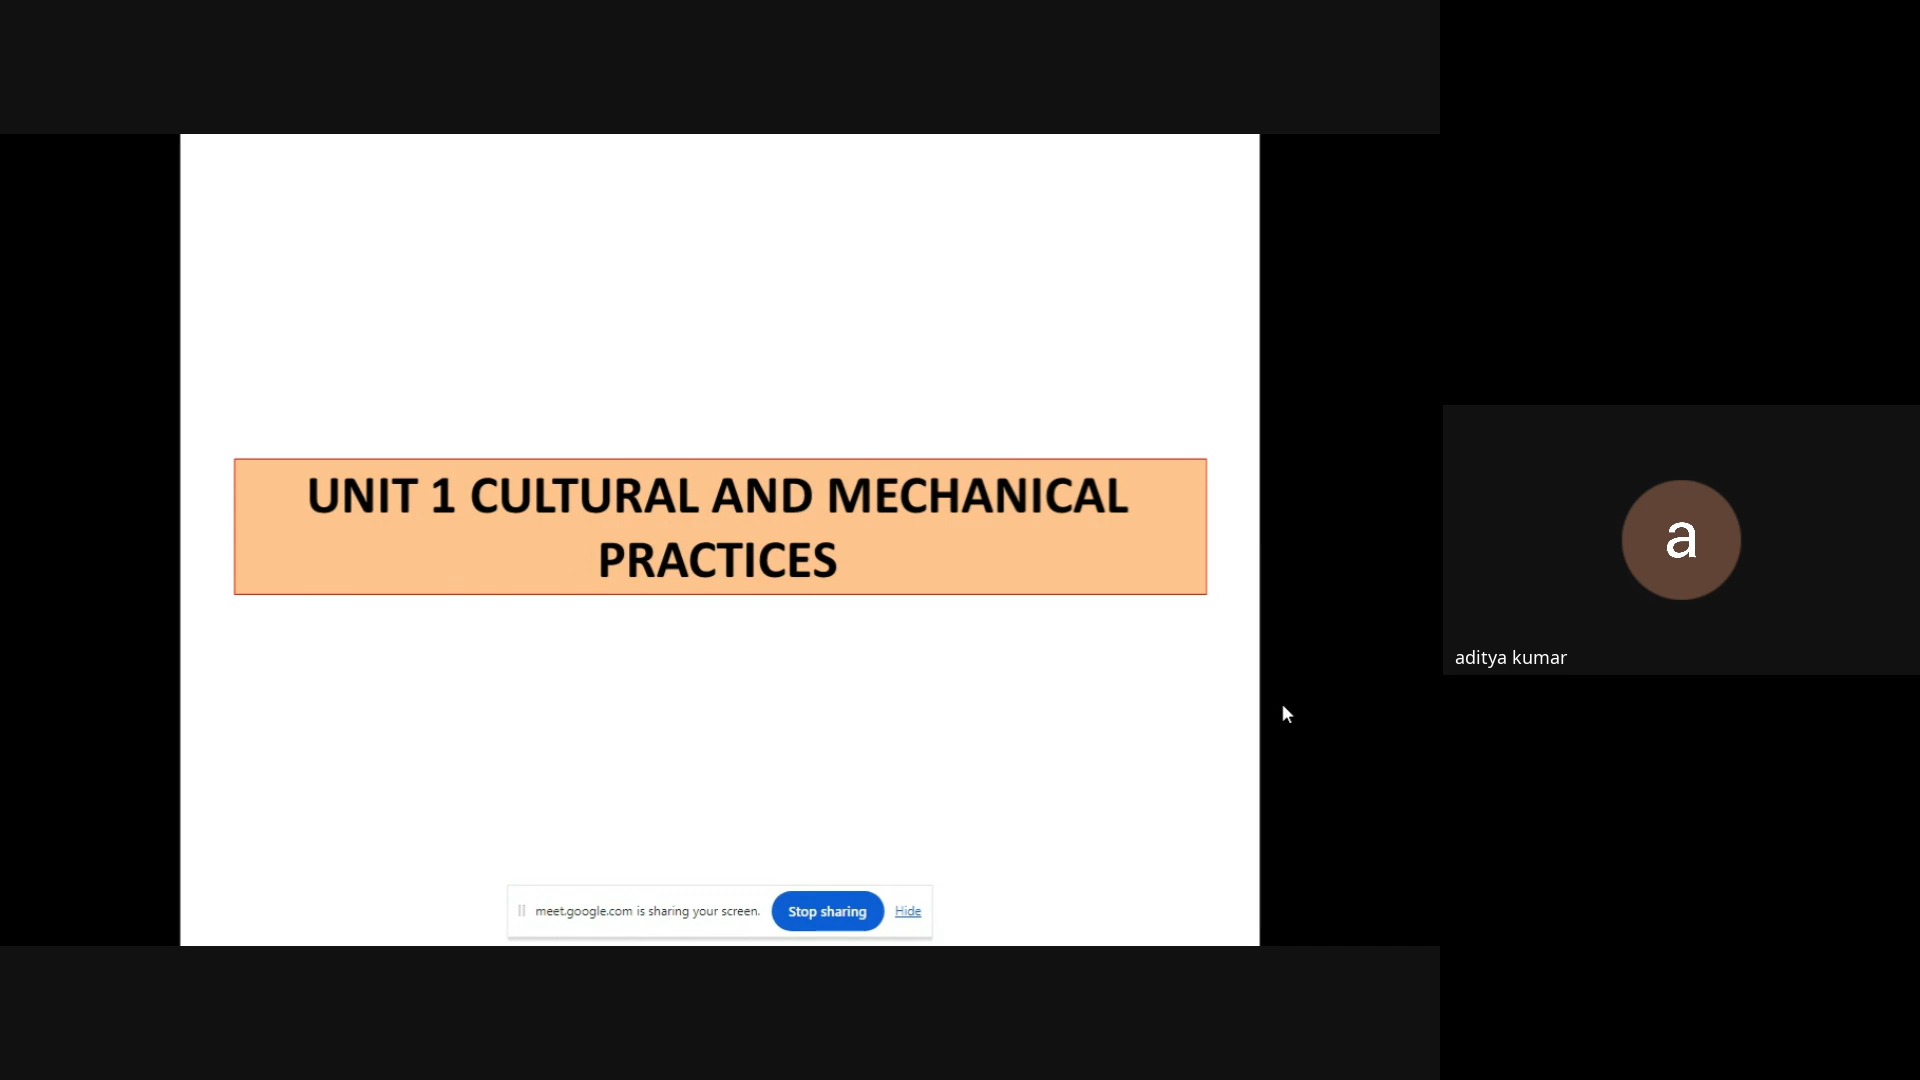 UNIT 1 CULTURAL AND MECHANICAL
PRACTICES
a
aditya kumar
meet.google.com is sharing your screen.
Stop sharing
Hide